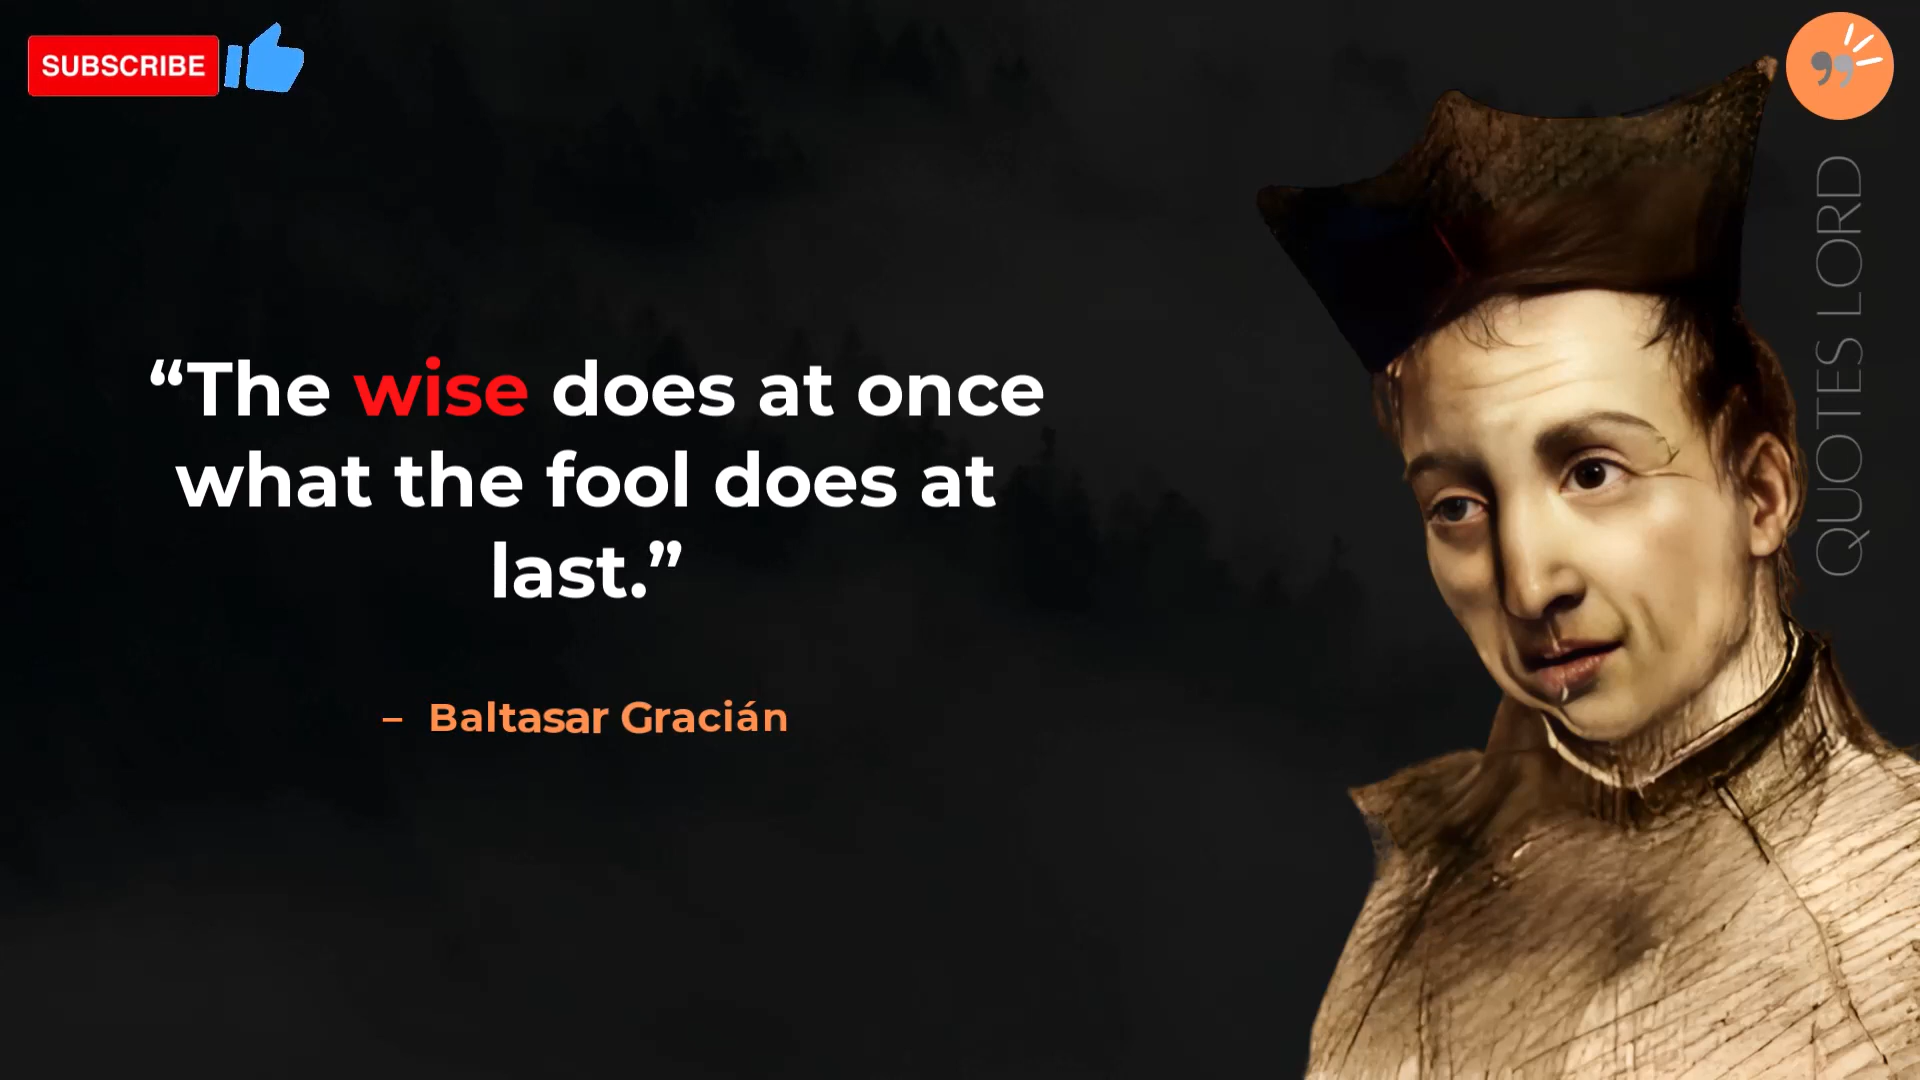 SUBSCRIBE
“The wise does at once
what the fool does at
last.”
– Baltasar Gracián
QUOTES LORD